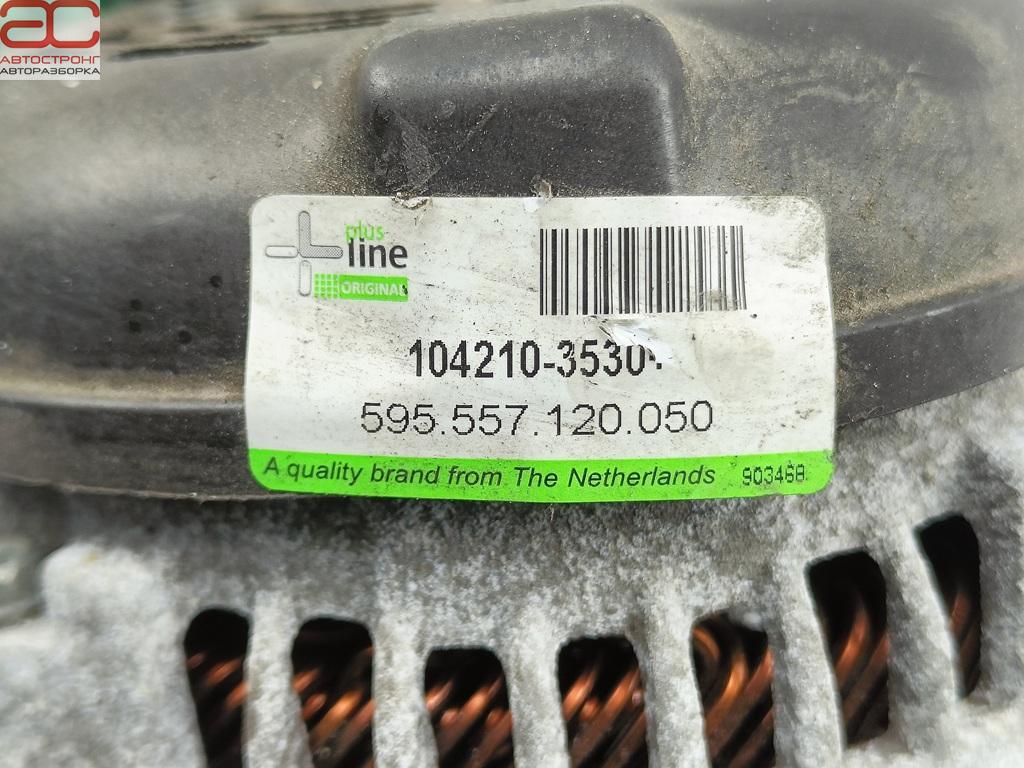 АС
АВТОСТРОНГ
АВТОРАЗБОРКА
plus
line
ORIGINAL
104210-3530
595.557.120.050
A quality brand from The Netherlands 903468